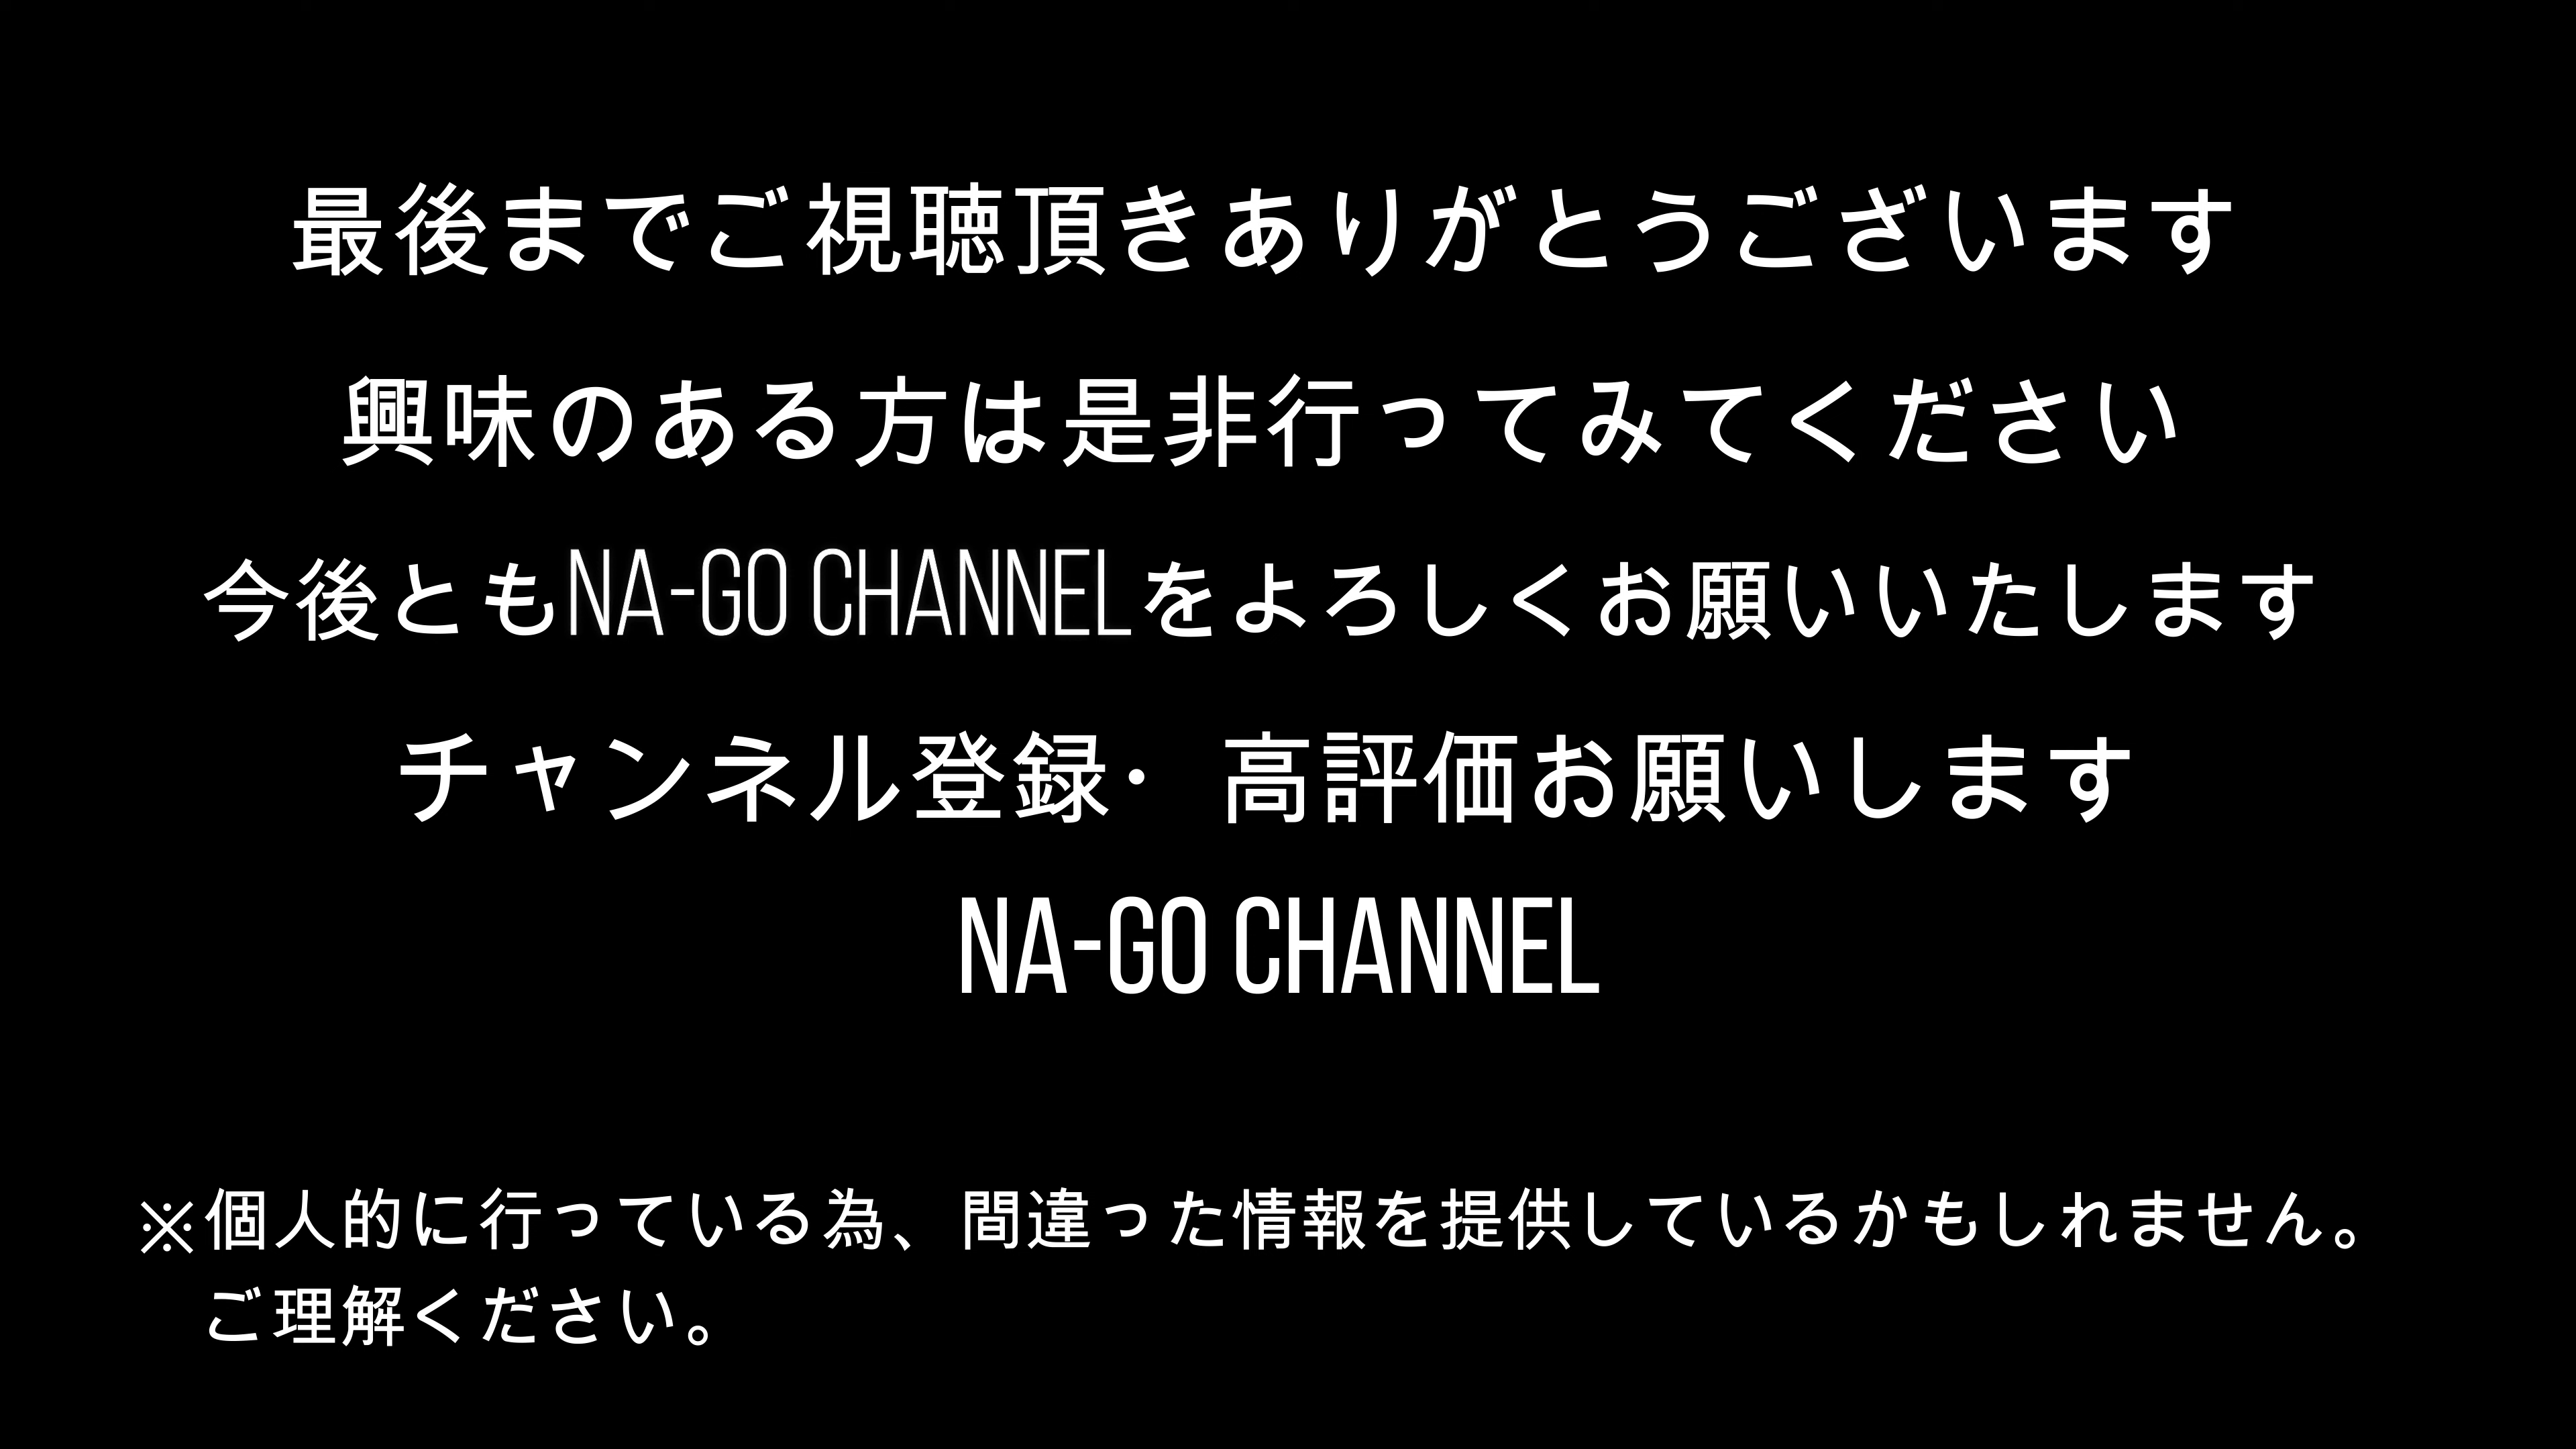 最後までご視聴頂きありがとうございます
興味のある方は是非行ってみてください
今後ともNA-GO CHANNELをよろしくお願いいたします
チャンネル登録・高評価お願いします
NA-GO CHANNEL
※個人的に行っている為、間違った情報を提供しているかもしれません。
ご理解ください。